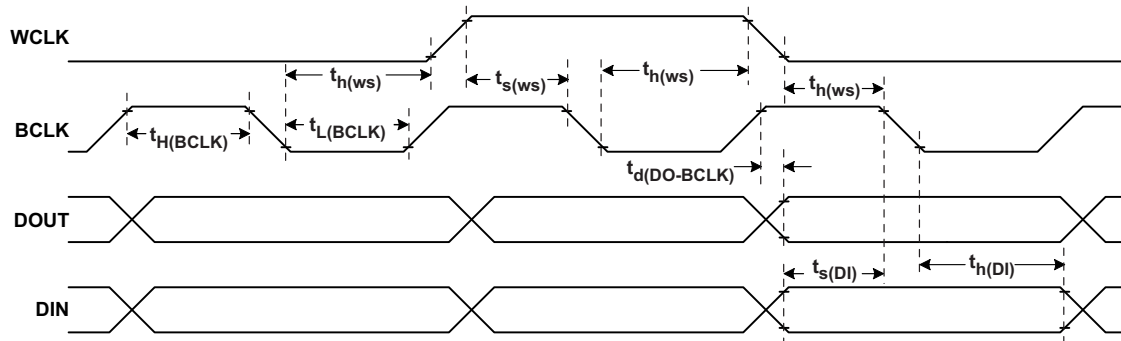 WCLK
t_h(ws)
t_s(ws)
t_h(ws)
t_h(ws)
BCLK
t_H(BCLK)
t_L(BCLK)
t_d(DO-BCLK)
DOUT
t_s(DI)
t_h(DI)
DIN